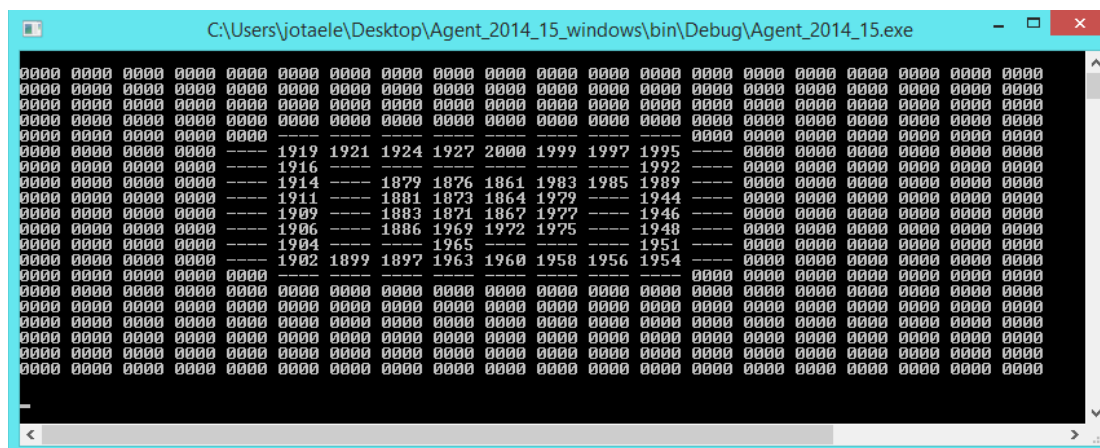 C:\Users\jotaele\Desktop\Agent_2014_15_windows\bin\Debug\Agent_2014_15.exe
0000 0000 0000 0000 0000 0000 0000 0000 0000 0000 0000 0000 0000 0000 0000 0000 0000 0000 0000 0000
0000 0000 0000 0000 0000 0000 0000 0000 0000 0000 0000 0000 0000 0000 0000 0000 0000 0000 0000 0000
0000 0000 0000 0000 0000 0000 0000 0000 0000 0000 0000 0000 0000 0000 0000 0000 0000 0000 0000 0000
0000 0000 0000 0000 0000 0000 0000 0000 0000 0000 0000 0000 0000 0000 0000 0000 0000 0000 0000 0000
0000 0000 0000 0000 0000 ---- ---- ---- ---- ---- ---- ---- ---- 0000 0000 0000 0000 0000 0000 0000
0000 0000 0000 0000 ---- 1919 1921 1924 1927 2000 1999 1997 1995 ---- 0000 0000 0000 0000 0000 0000
0000 0000 0000 0000 ---- 1916 ---- ---- ---- ---- ---- ---- 1992 ---- 0000 0000 0000 0000 0000 0000
0000 0000 0000 0000 ---- 1914 ---- 1879 1876 1861 1983 1985 1989 ---- 0000 0000 0000 0000 0000 0000
0000 0000 0000 0000 ---- 1911 ---- 1881 1873 1864 1979 ---- 1944 ---- 0000 0000 0000 0000 0000 0000
0000 0000 0000 0000 ---- 1909 ---- 1883 1871 1867 1977 ---- 1946 ---- 0000 0000 0000 0000 0000 0000
0000 0000 0000 0000 ---- 1906 ---- 1886 1969 1972 1975 ---- 1948 ---- 0000 0000 0000 0000 0000 0000
0000 0000 0000 0000 ---- 1904 ---- ---- 1965 ---- ---- ---- 1951 ---- 0000 0000 0000 0000 0000 0000
0000 0000 0000 0000 ---- 1902 1899 1897 1963 1960 1958 1956 1954 ---- 0000 0000 0000 0000 0000 0000
0000 0000 0000 0000 0000 ---- ---- ---- ---- ---- ---- ---- ---- 0000 0000 0000 0000 0000 0000 0000
0000 0000 0000 0000 0000 0000 0000 0000 0000 0000 0000 0000 0000 0000 0000 0000 0000 0000 0000 0000
0000 0000 0000 0000 0000 0000 0000 0000 0000 0000 0000 0000 0000 0000 0000 0000 0000 0000 0000 0000
0000 0000 0000 0000 0000 0000 0000 0000 0000 0000 0000 0000 0000 0000 0000 0000 0000 0000 0000 0000
0000 0000 0000 0000 0000 0000 0000 0000 0000 0000 0000 0000 0000 0000 0000 0000 0000 0000 0000 0000
0000 0000 0000 0000 0000 0000 0000 0000 0000 0000 0000 0000 0000 0000 0000 0000 0000 0000 0000 0000
0000 0000 0000 0000 0000 0000 0000 0000 0000 0000 0000 0000 0000 0000 0000 0000 0000 0000 0000 0000